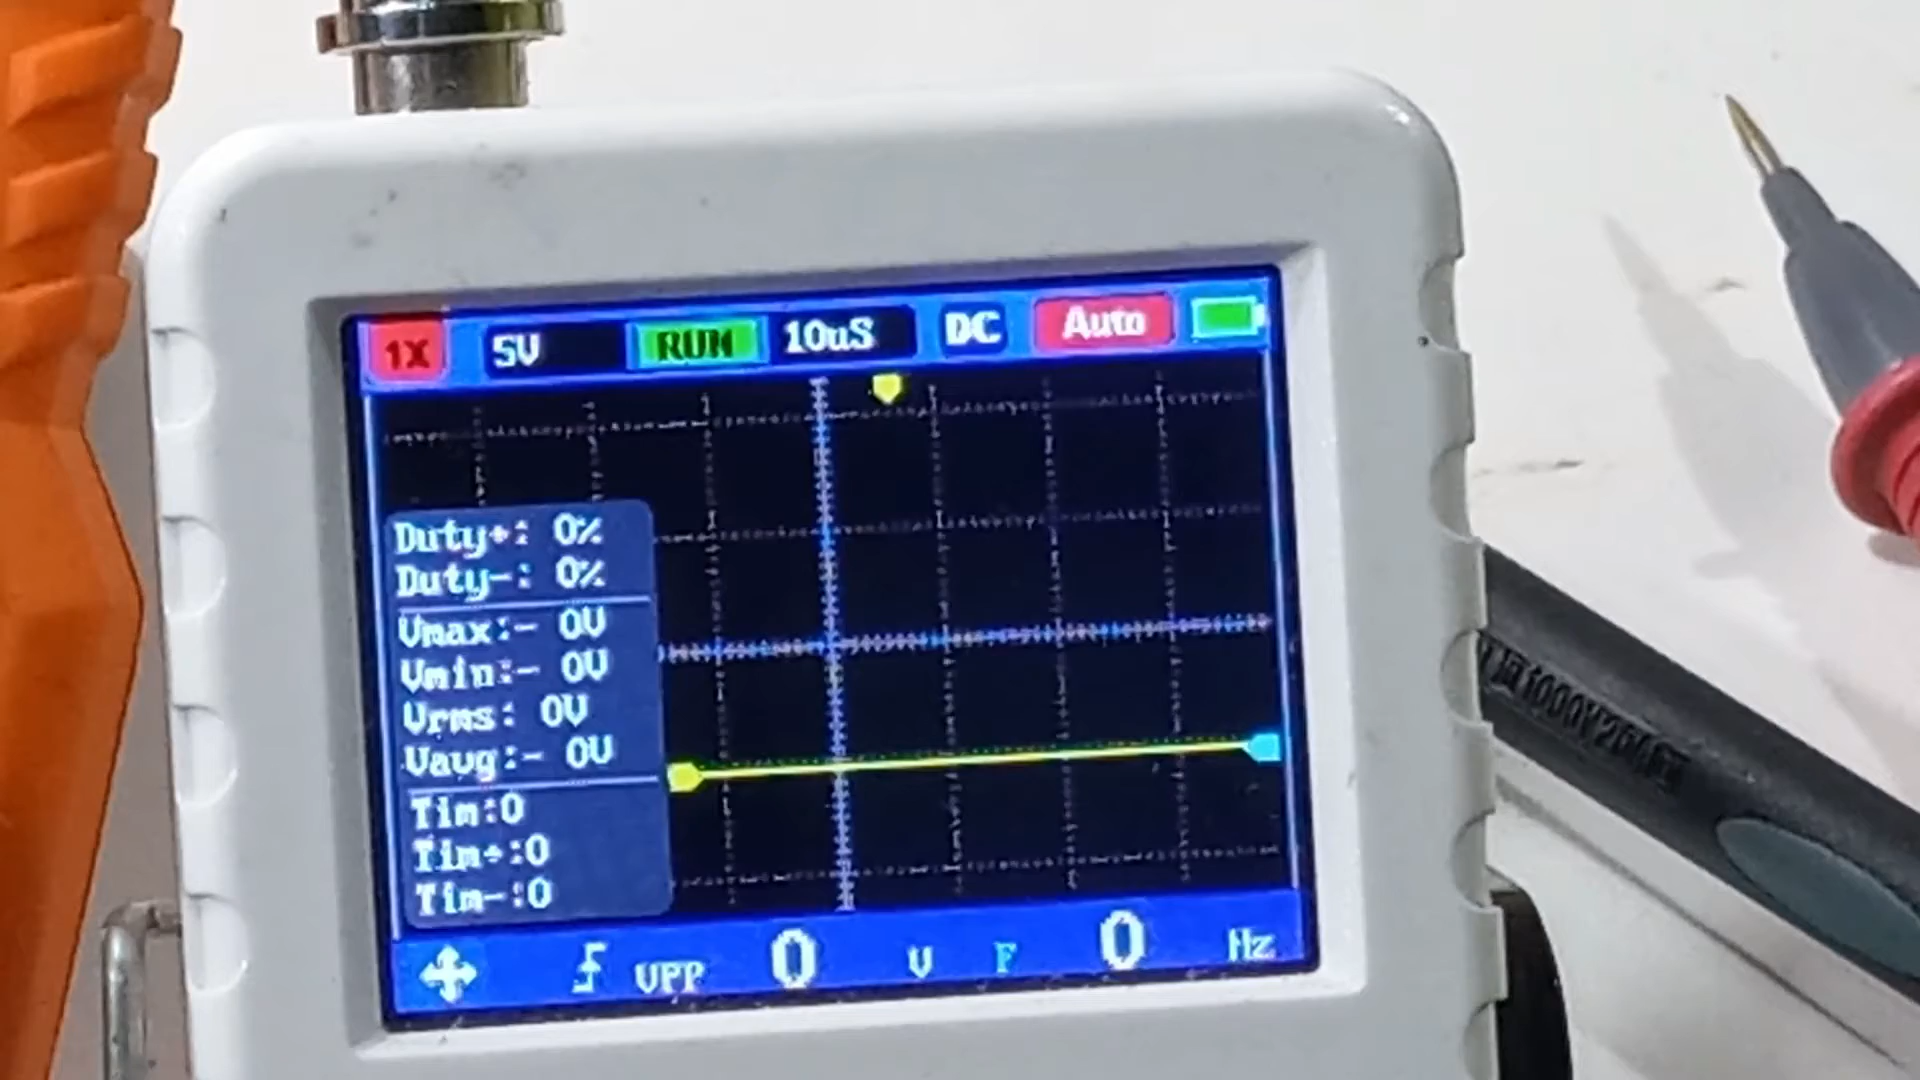 1X 5V RUN 10uS DC Auto
Duty+: 0%
Duty-: 0%
Vmax:- 0V
Vmin:- 0V
Vrms: 0V
Vavg:- 0V
Tim:0
Tim+:0
Tim-:0
VPP 0 V F 0 Hz
1000V20A